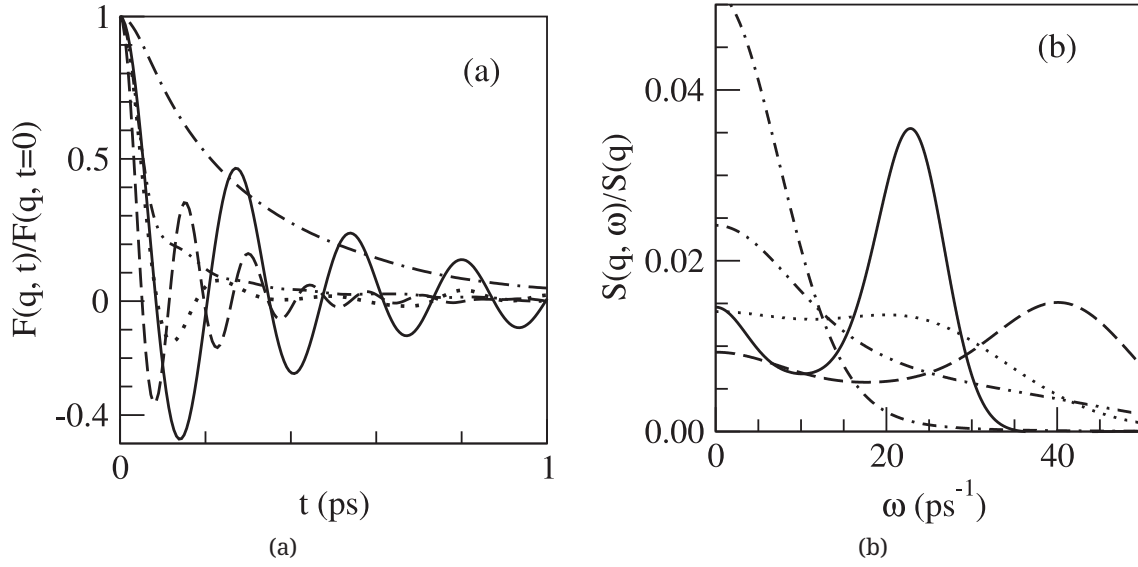 (a)
F(q, t)/F(q, t=0)
1
0.5
0
-0.4
0
1
t (ps)
(a)
(b)
S(q, ω)/S(q)
0.04
0.02
0.00
0
20
40
ω (ps⁻¹)
(b)